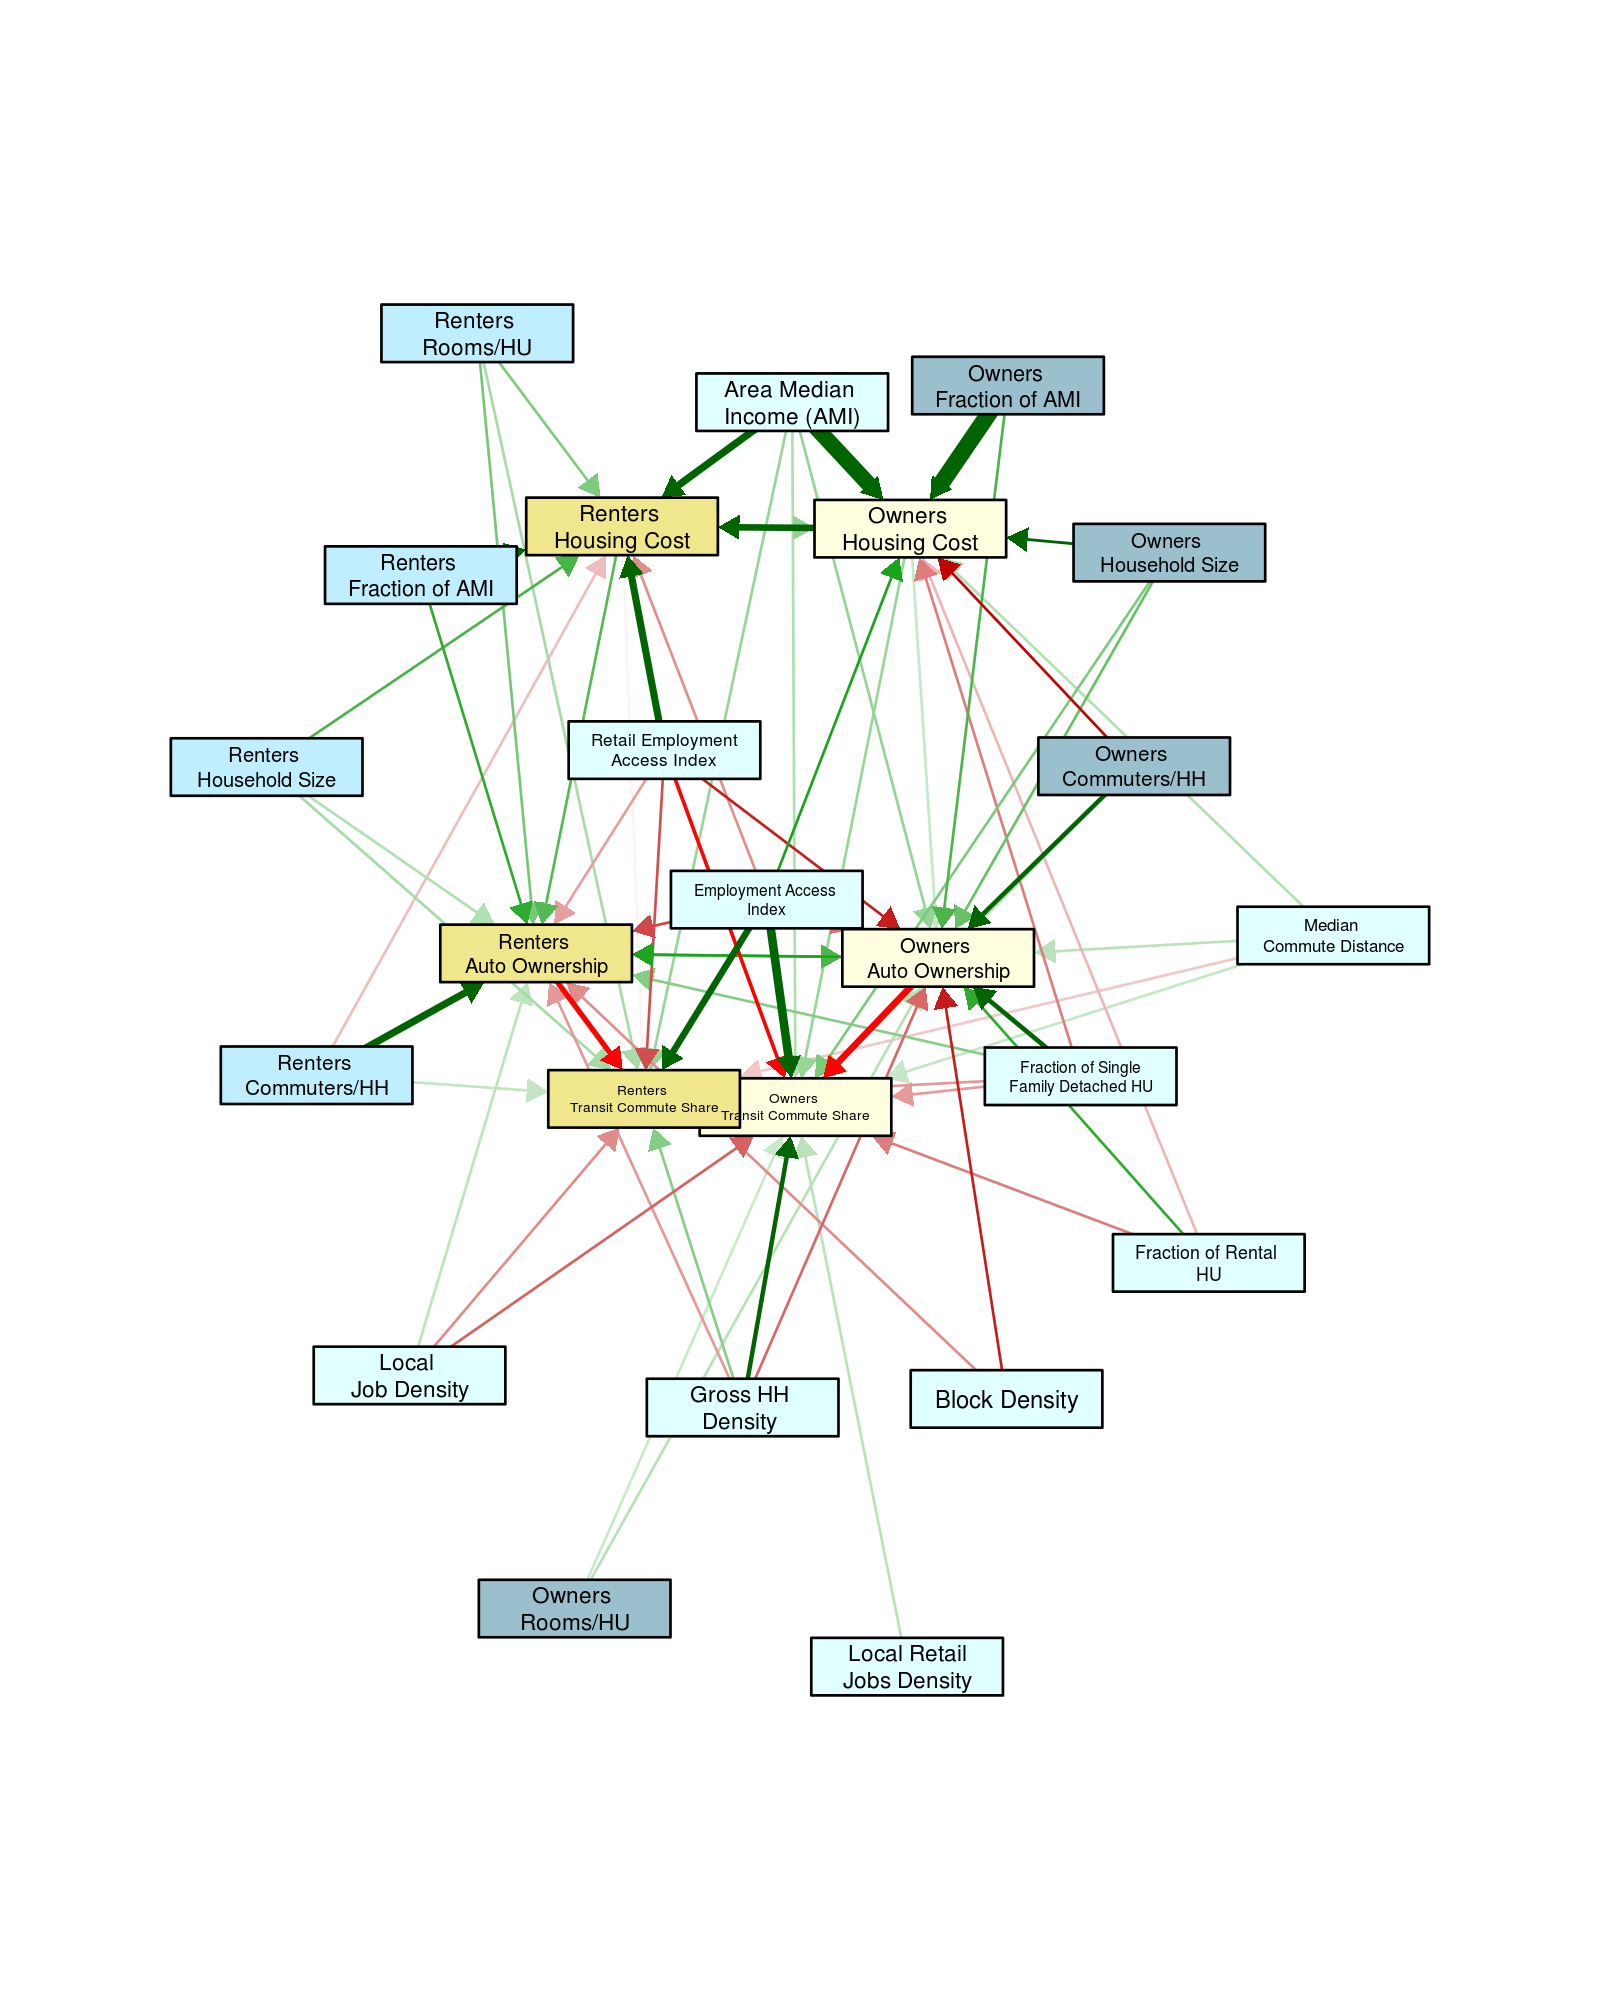 Renters
Rooms/HU
Area Median
Income (AMI)
Owners
Fraction of AMI
Renters
Housing Cost
Owners
Housing Cost
Owners
Household Size
Renters
Fraction of AMI
Retail Employment
Access Index
Renters
Household Size
Owners
Commuters/HH
Employment Access
Index
Median
Commute Distance
Renters
Auto Ownership
Owners
Auto Ownership
Renters
Commuters/HH
Fraction of Single
Family Detached HU
Renters
Transit Commute Share
Owners
Transit Commute Share
Fraction of Rental
HU
Local
Job Density
Gross HH
Density
Block Density
Owners
Rooms/HU
Local Retail
Jobs Density